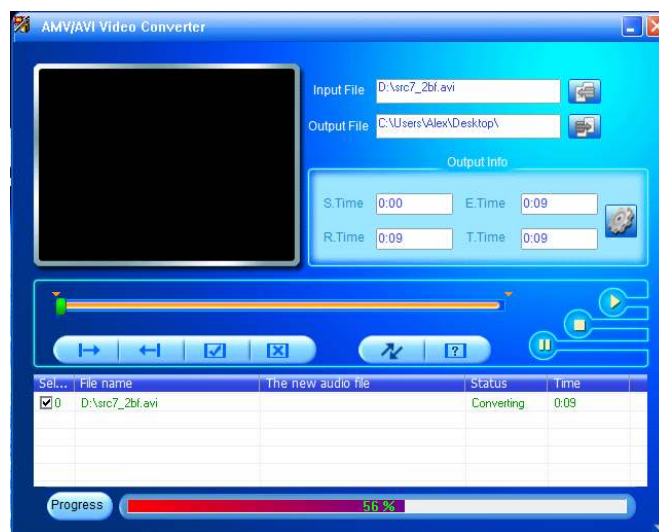 AMV/AVI Video Converter
Input File D:\src7_2bf.avi
Output File C:\Users\Alex\Desktop\
Output Info
S.Time 0:00 E.Time 0:09
R.Time 0:09 T.Time 0:09
Sel... File name The new audio file Status Time
0 D:\src7_2bf.avi Converting 0:09
Progress 56 %